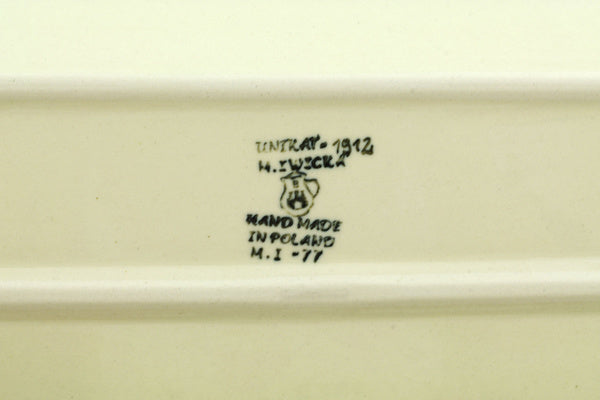 UNIKAT - 1912
M. IWICKA
HAND MADE
IN POLAND
M. I - 77